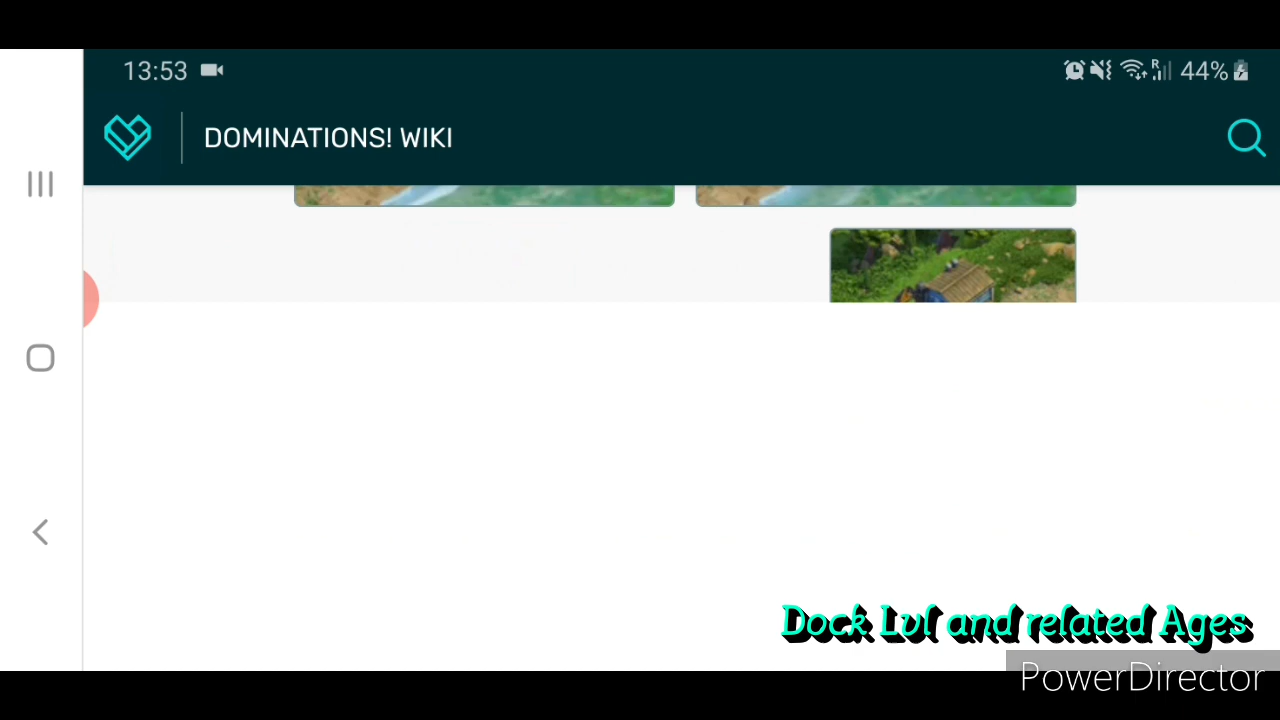 13:53
R
44%
DOMINATIONS! WIKI
Dock Lvl and related Ages
PowerDirector